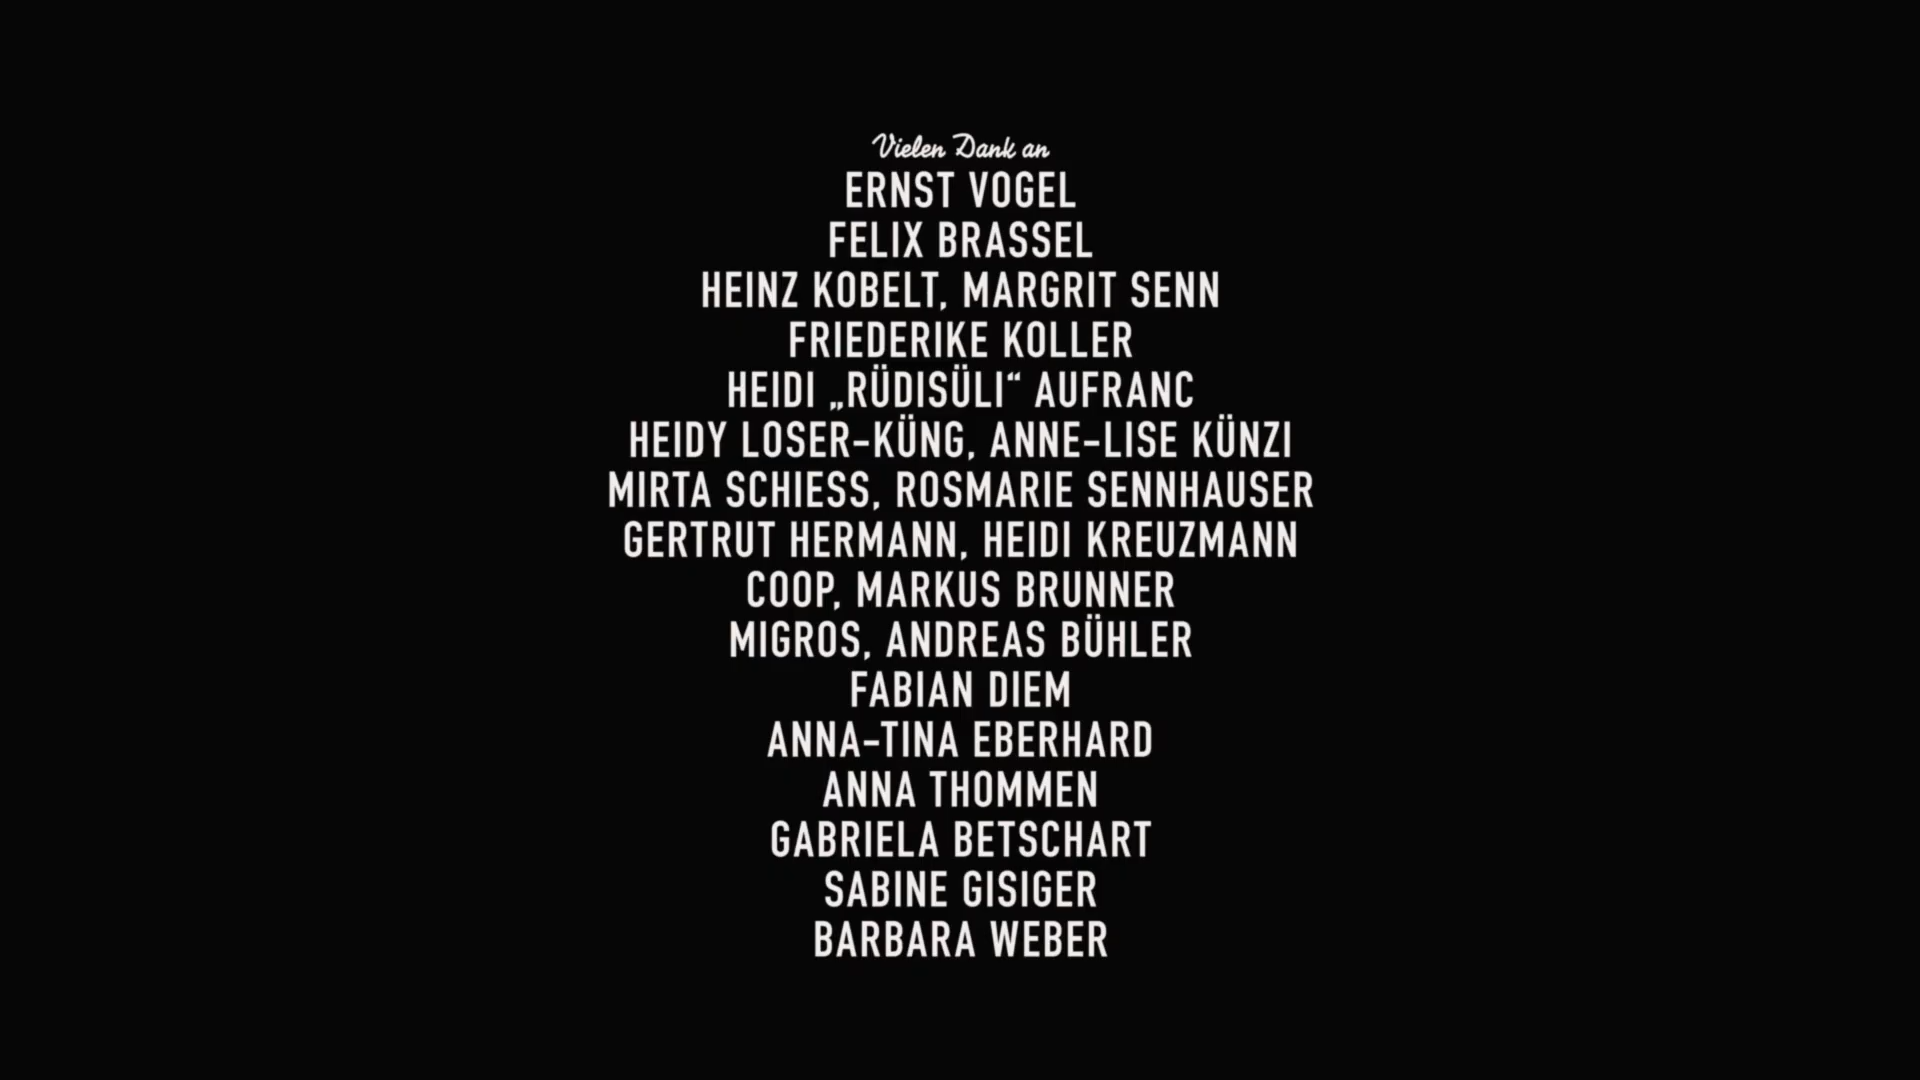 Vielen Dank an
ERNST VOGEL
FELIX BRASSEL
HEINZ KOBELT, MARGRIT SENN
FRIEDERIKE KOLLER
HEIDI „RÜDISÜLI“ AUFRANC
HEIDY LOSER-KÜNG, ANNE-LISE KÜNZI
MIRTA SCHIESS, ROSMARIE SENNHAUSER
GERTRUT HERMANN, HEIDI KREUZMANN
COOP, MARKUS BRUNNER
MIGROS, ANDREAS BÜHLER
FABIAN DIEM
ANNA-TINA EBERHARD
ANNA THOMMEN
GABRIELA BETSCHART
SABINE GISIGER
BARBARA WEBER